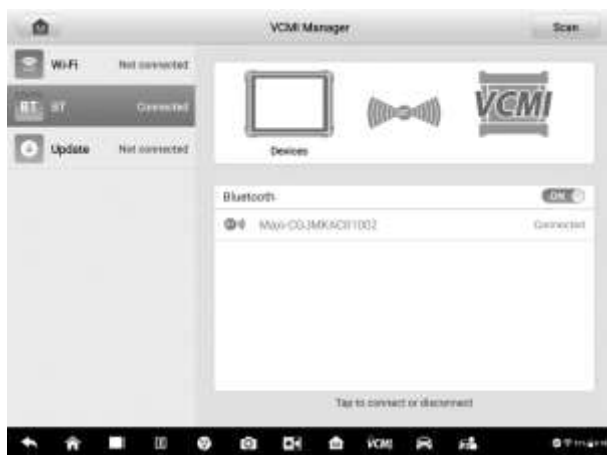 VCMI Manager
Scan
Wi-Fi Not connected
BT BT Connected
Update Not connected
VCMI
Devices
Bluetooth ON
Connected
Tap to connect or disconnect
VCMI